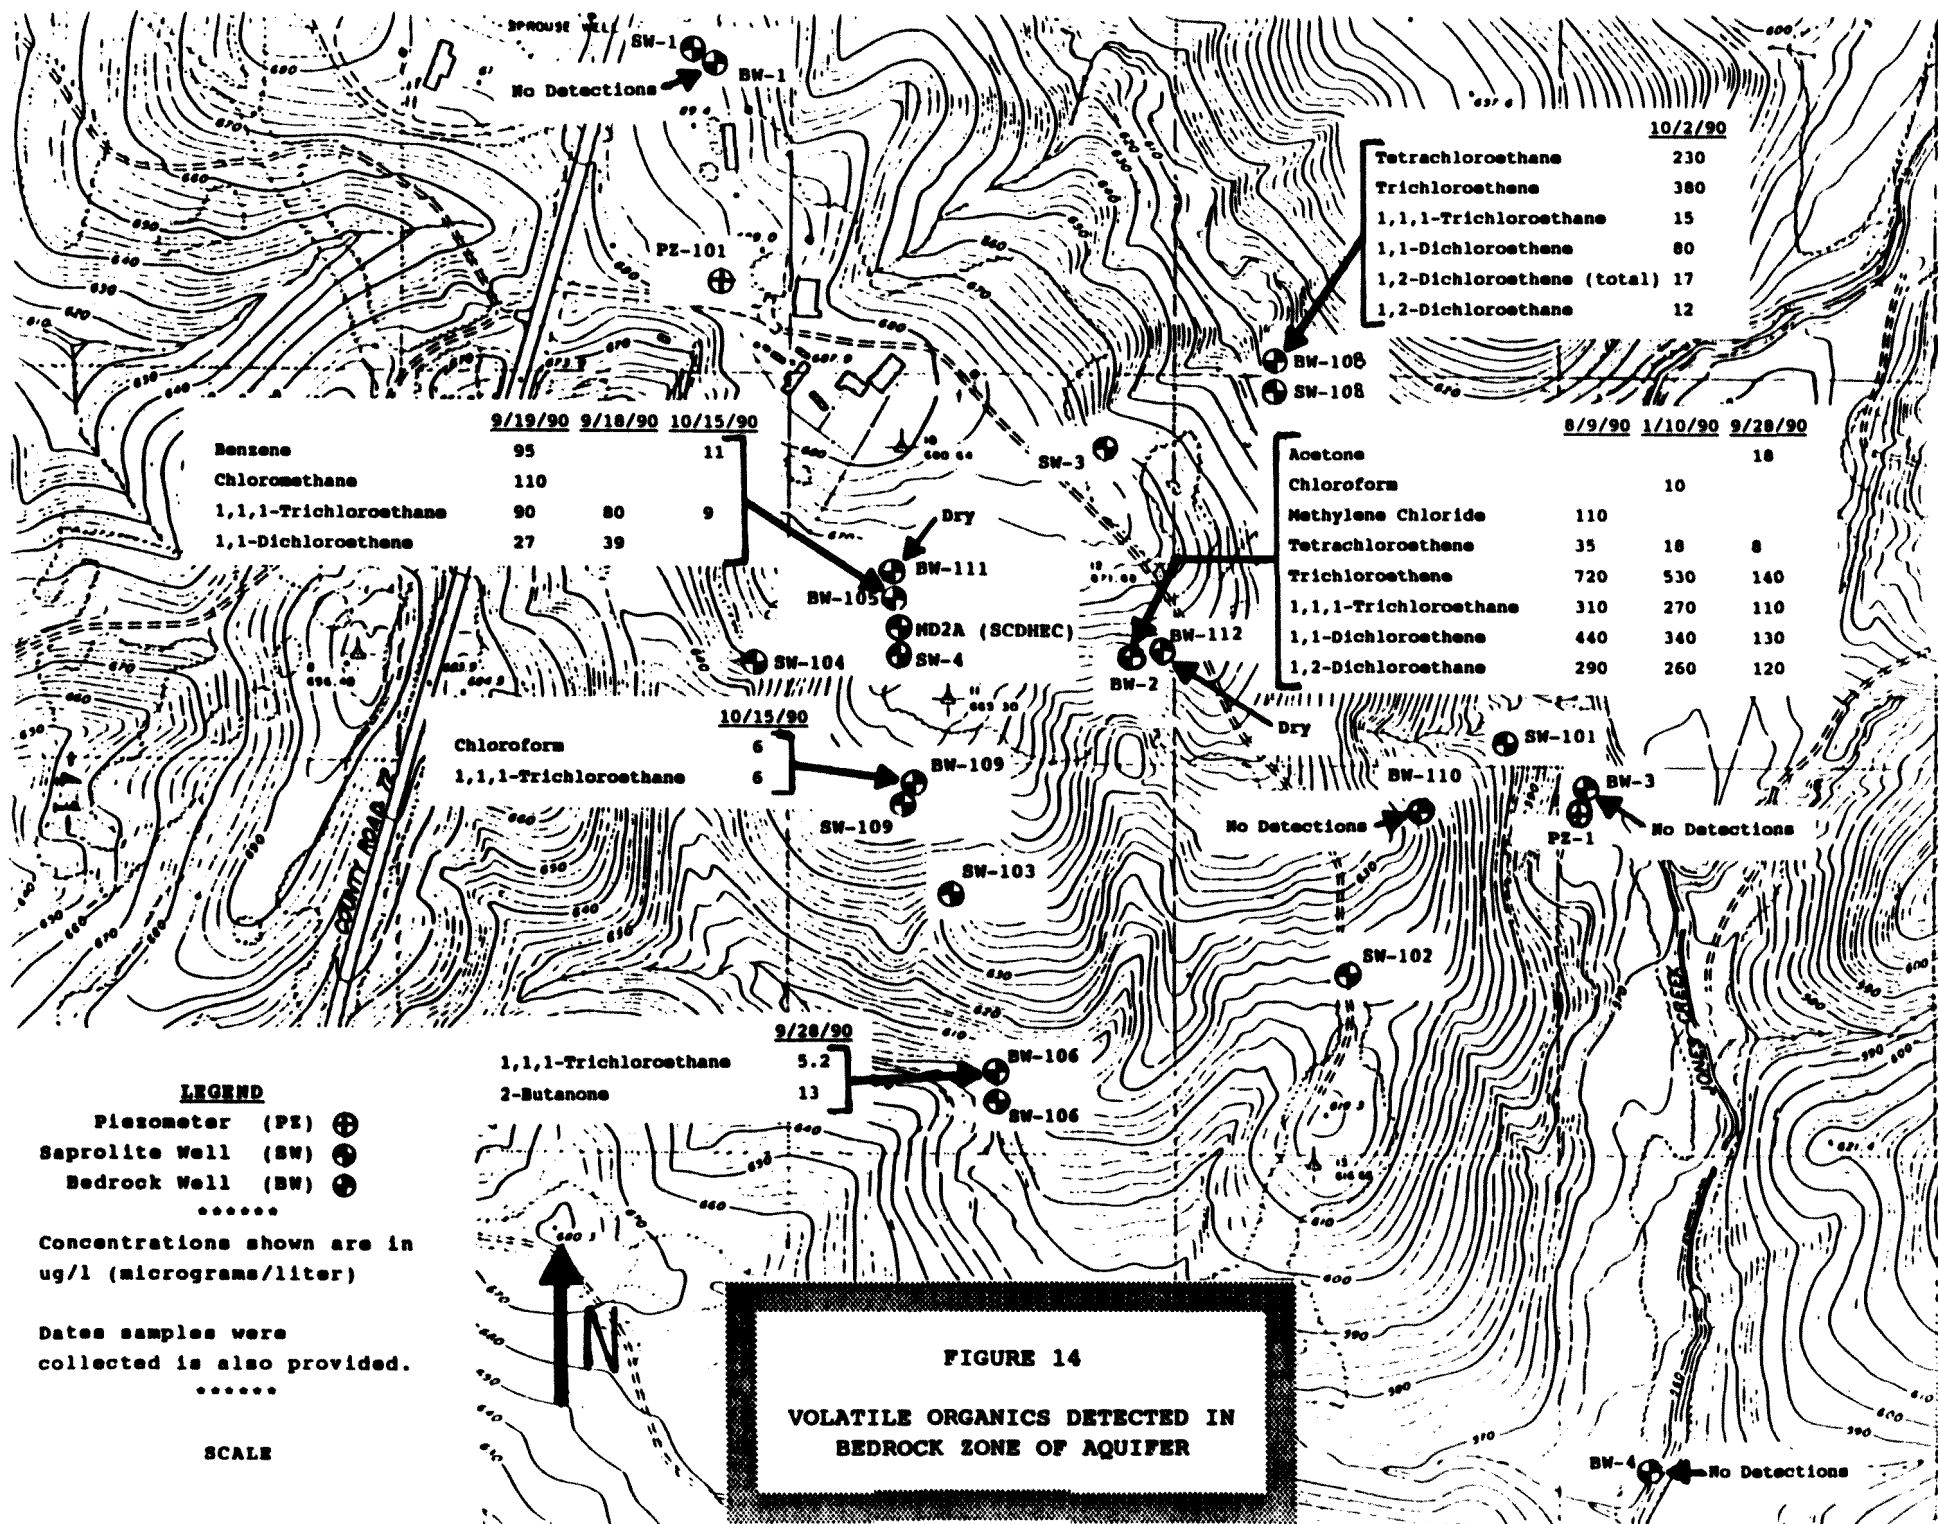 SPROUSE WELL
SW-1
BW-1
No Detections
PZ-101
10/2/90
Tetrachloroethane 230
Trichloroethene 380
1,1,1-Trichloroethane 15
1,1-Dichloroethene 80
1,2-Dichloroethene (total) 17
1,2-Dichloroethane 12
BW-108
SW-108
9/19/90 9/18/90 10/15/90
Benzene 95 11
Chloromethane 110
1,1,1-Trichloroethane 90 80 9
1,1-Dichloroethene 27 39
SW-3
Dry
BW-111
BW-105
MD2A (SCDHEC)
SW-4
SW-104
8/9/90 1/10/90 9/28/90
Acetone 18
Chloroform 10
Methylene Chloride 110
Tetrachloroethene 35 18 8
Trichloroethene 720 530 140
1,1,1-Trichloroethane 310 270 110
1,1-Dichloroethene 440 340 130
1,2-Dichloroethane 290 260 120
BW-112
BW-2
Dry
10/15/90
Chloroform 6
1,1,1-Trichloroethane 6
BW-109
SW-109
SW-101
BW-110
No Detections
BW-3
PZ-1
No Detections
COUNTY ROAD 72
SW-103
SW-102
JONES CREEK
9/28/90
1,1,1-Trichloroethane 5.2
2-Butanone 13
BW-106
SW-106
LEGEND
Piezometer (PZ)
Saprolite Well (SW)
Bedrock Well (BW)
******
Concentrations shown are in
ug/l (micrograms/liter)
Dates samples were
collected is also provided.
******
SCALE
N
FIGURE 14
VOLATILE ORGANICS DETECTED IN
BEDROCK ZONE OF AQUIFER
BW-4
No Detections